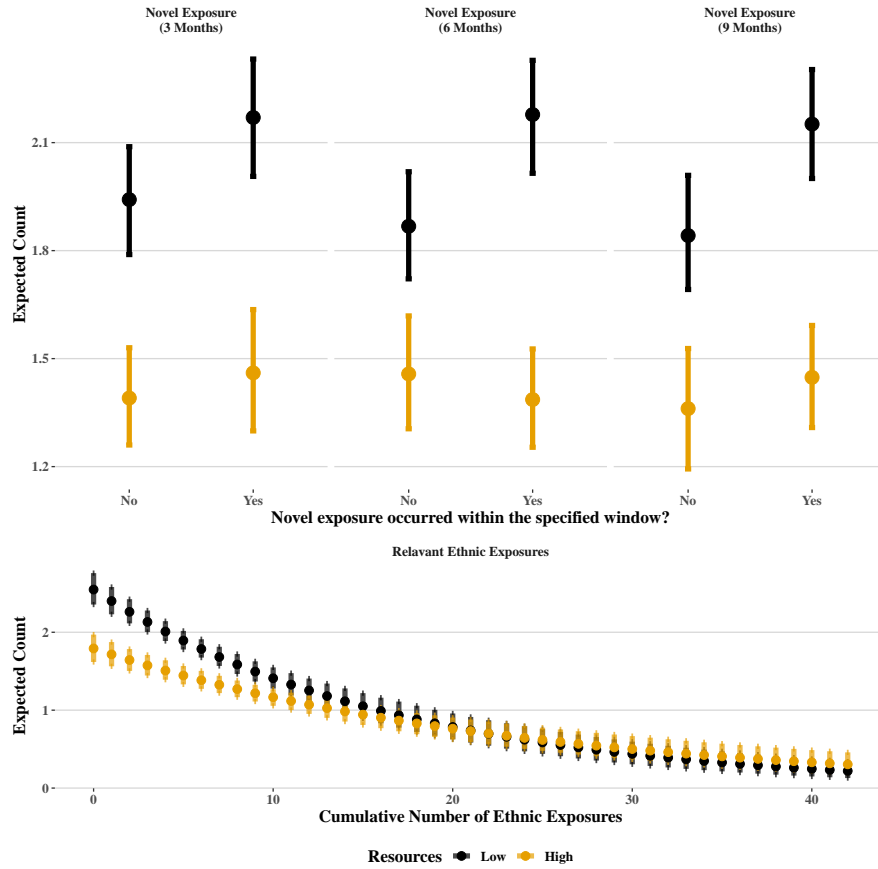 Novel Exposure
(3 Months)
Novel Exposure
(6 Months)
Novel Exposure
(9 Months)
Expected Count
2.1
1.8
1.5
1.2
No
Yes
No
Yes
No
Yes
Novel exposure occurred within the specified window?
Relavant Ethnic Exposures
Expected Count
2
1
0
0
10
20
30
40
Cumulative Number of Ethnic Exposures
Resources Low High